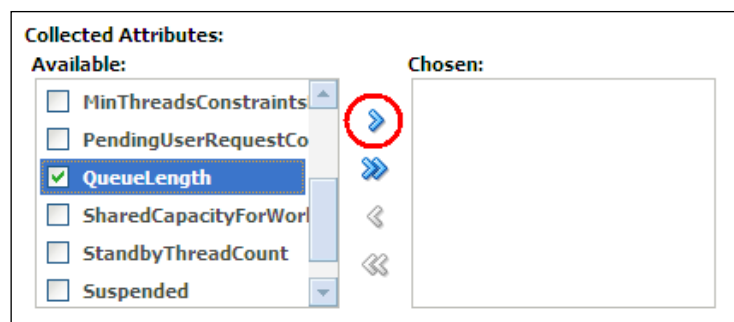 Collected Attributes:
Available:
Chosen:
MinThreadsConstraints
PendingUserRequestCo
QueueLength
SharedCapacityForWorl
StandbyThreadCount
Suspended